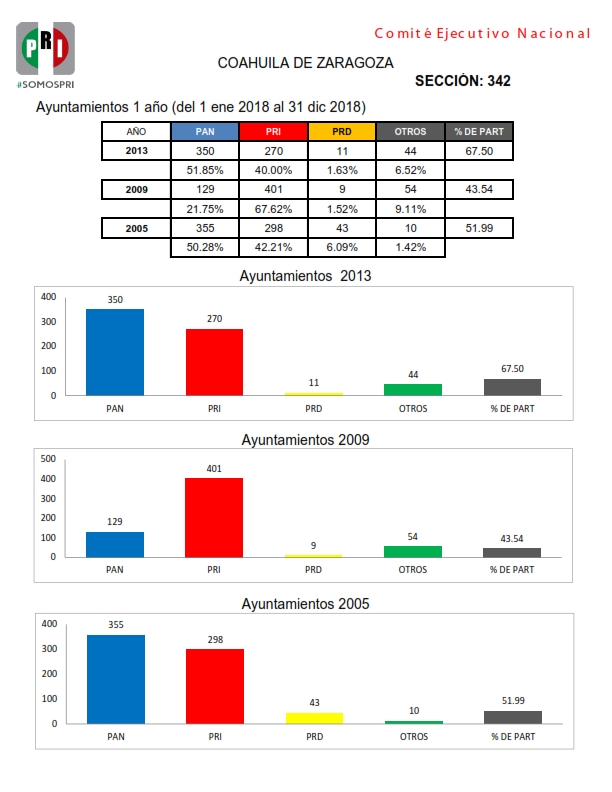 Comité Ejecutivo Nacional
PRI
#SOMOSPRI
COAHUILA DE ZARAGOZA
SECCIÓN: 342
Ayuntamientos 1 año (del 1 ene 2018 al 31 dic 2018)
AÑO PAN PRI PRD OTROS % DE PART
2013 350 270 11 44 67.50
51.85% 40.00% 1.63% 6.52%
2009 129 401 9 54 43.54
21.75% 67.62% 1.52% 9.11%
2005 355 298 43 10 51.99
50.28% 42.21% 6.09% 1.42%
Ayuntamientos 2013
400
350
300
270
200
100
67.50
44
11
0
PAN PRI PRD OTROS % DE PART
Ayuntamientos 2009
500
401
400
300
200
129
100
54
43.54
9
0
PAN PRI PRD OTROS % DE PART
Ayuntamientos 2005
400
355
300
298
200
100
51.99
43
10
0
PAN PRI PRD OTROS % DE PART